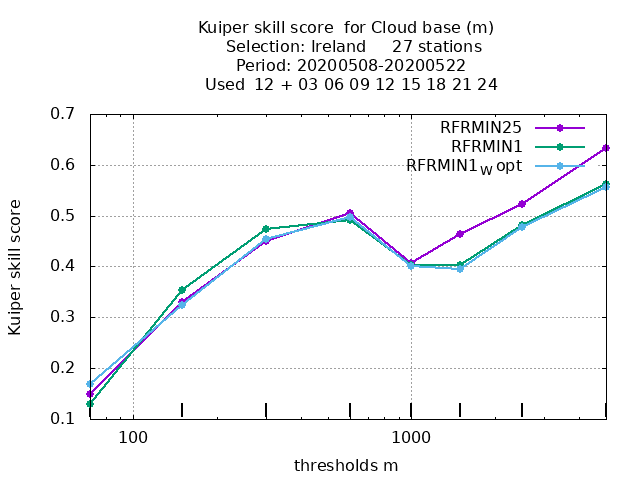 Kuiper skill score  for Cloud base (m)
Selection: Ireland     27 stations
Period: 20200508-20200522
Used  12 + 03 06 09 12 15 18 21 24
RFRMIN25
RFRMIN1
RFRMIN1W opt
0.7
0.6
0.5
0.4
0.3
0.2
0.1
Kuiper skill score
100
1000
thresholds m